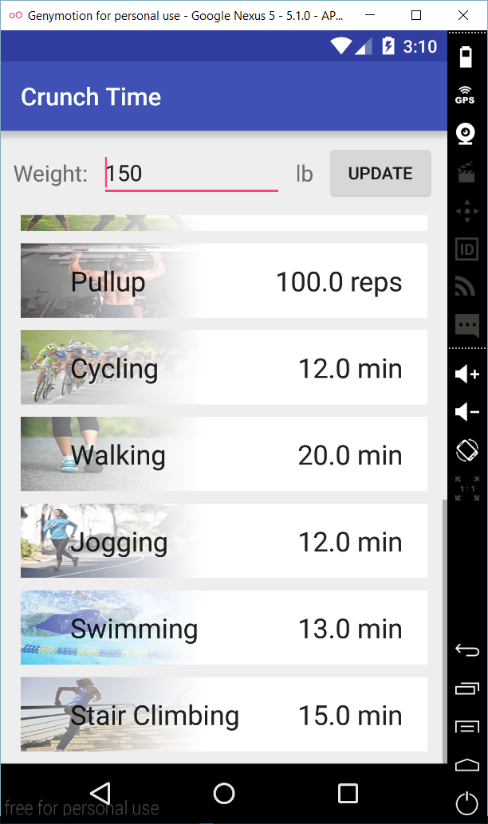 Genymotion for personal use - Google Nexus 5 - 5.1.0 - AP...
3:10
Crunch Time
GPS
Weight: 150 lb UPDATE
ID
Pullup 100.0 reps
Cycling 12.0 min
Walking 20.0 min
1:1
Jogging 12.0 min
Swimming 13.0 min
Stair Climbing 15.0 min
free for personal use